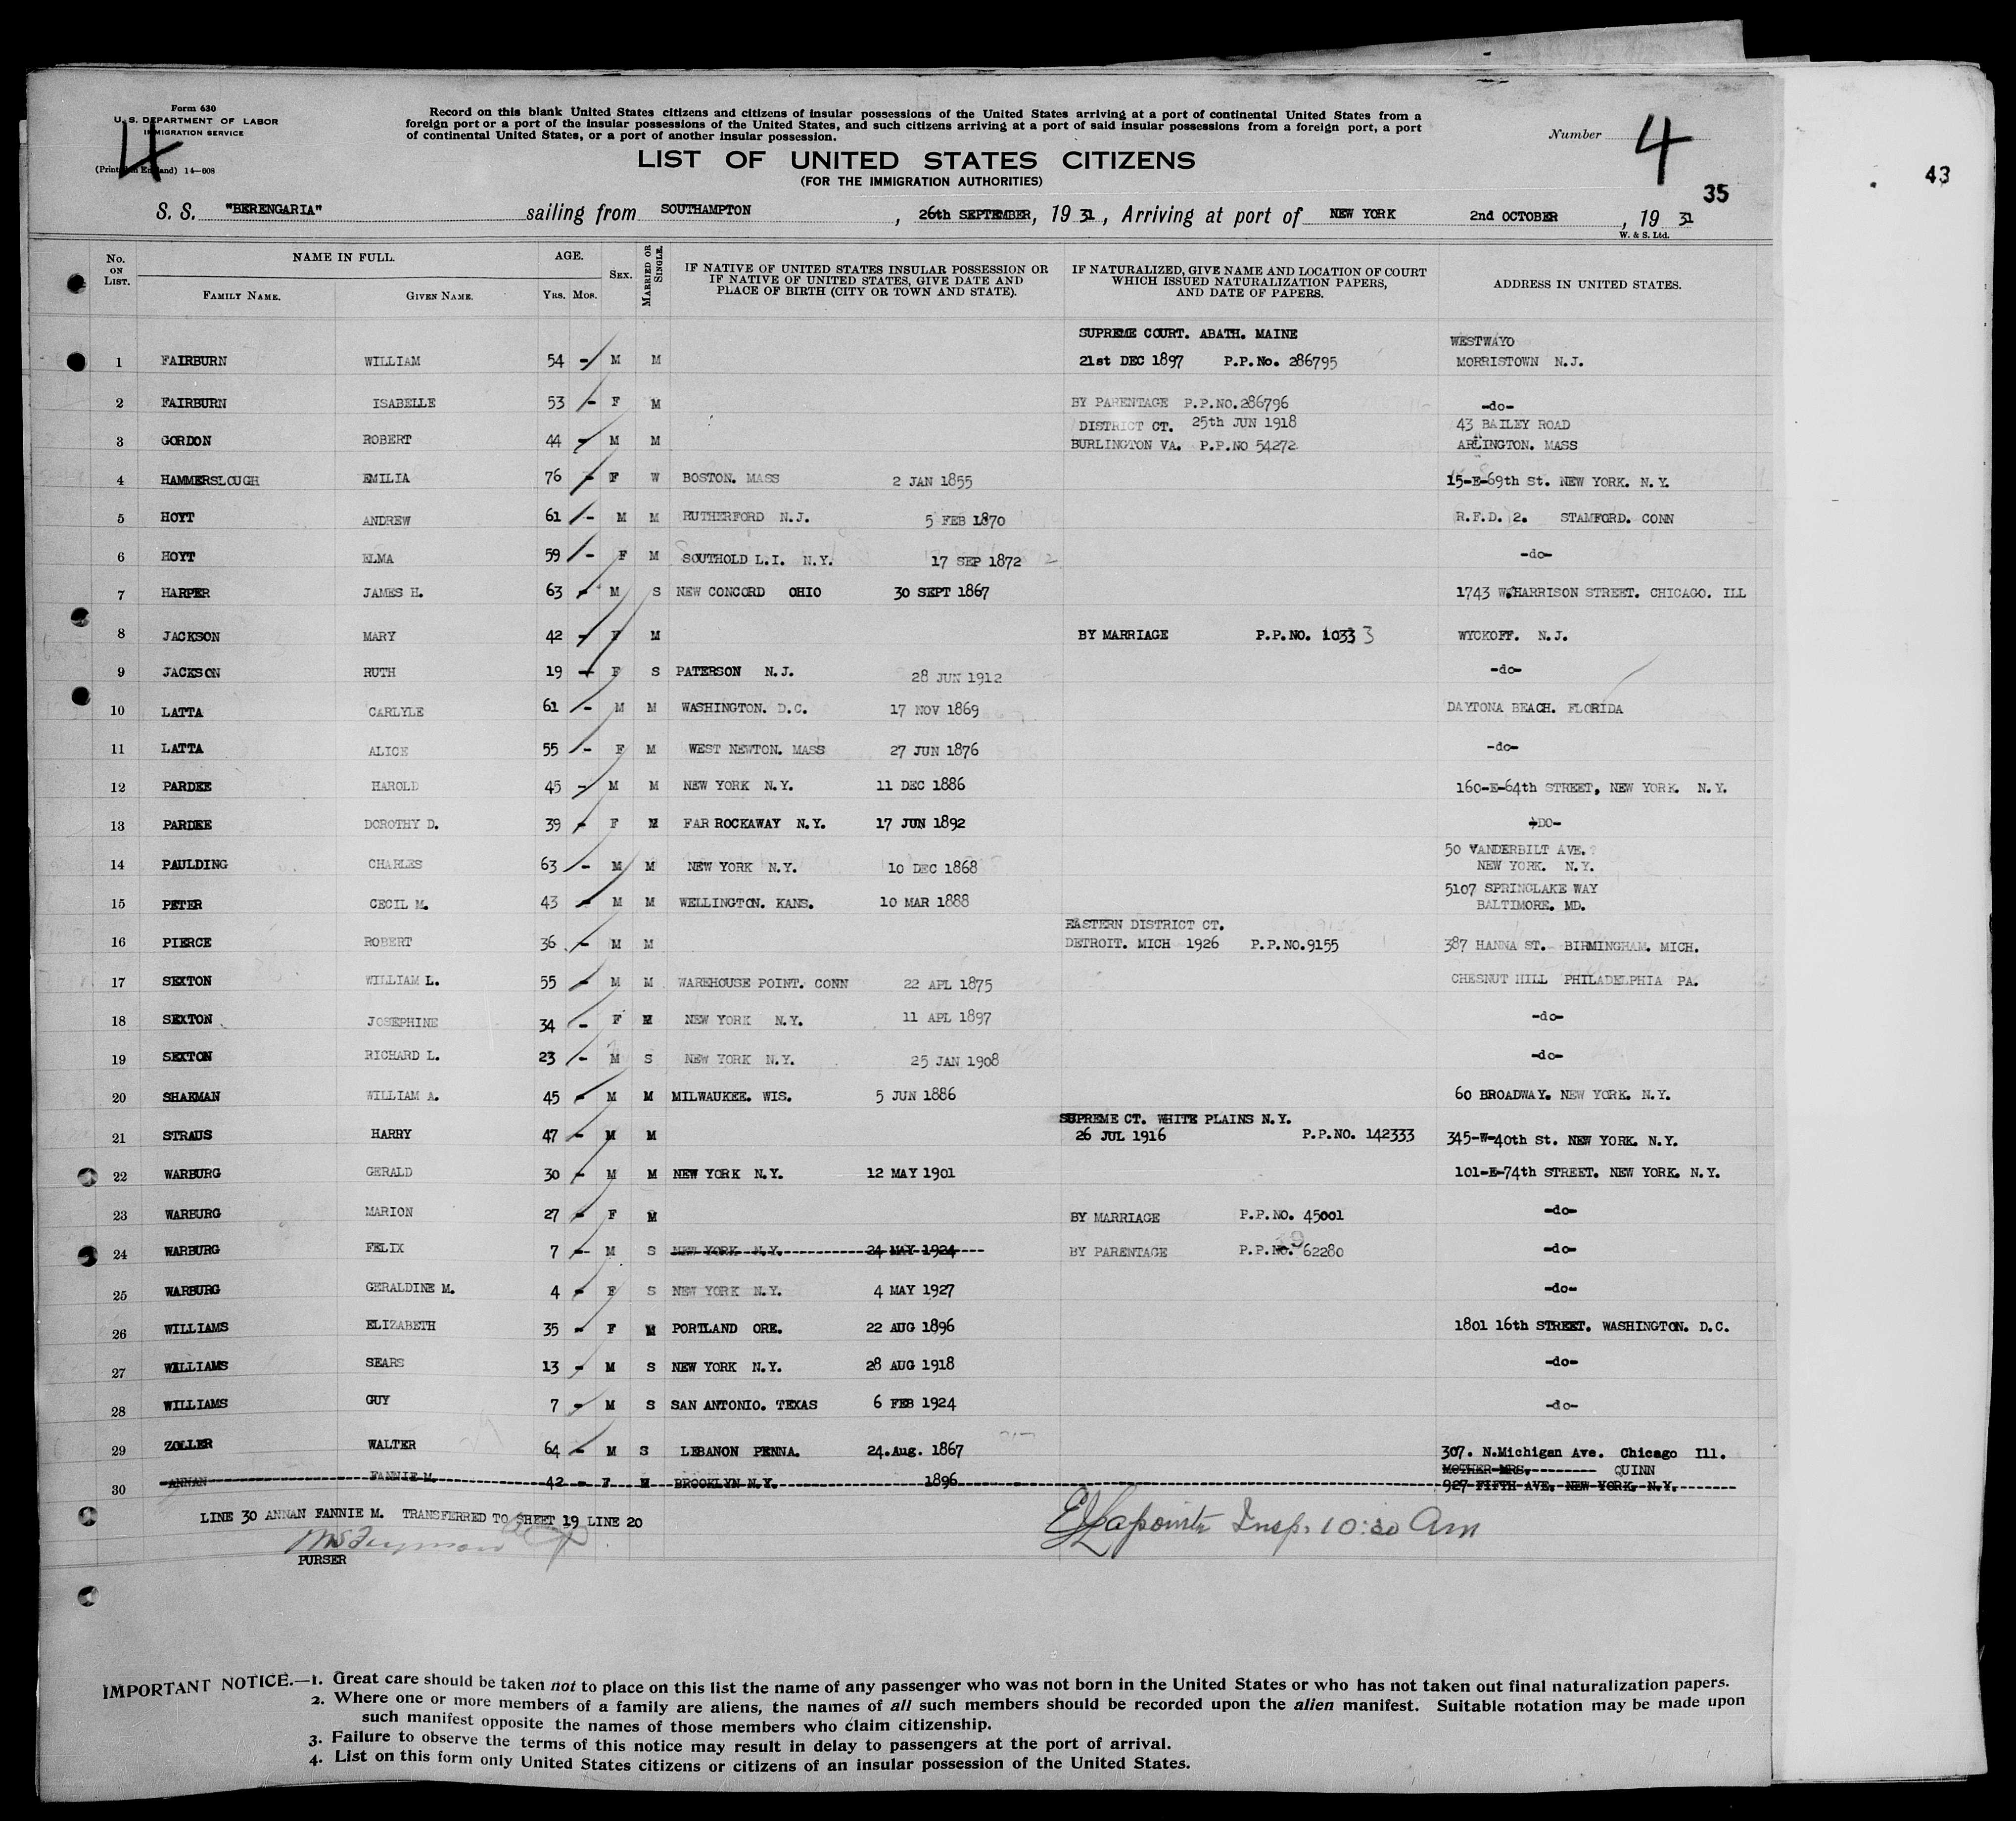 Form 630
U. S. DEPARTMENT OF LABOR
IMMIGRATION SERVICE
4
(Printed in England) 14—608
Record on this blank United States citizens and citizens of insular possessions of the United States arriving at a port of continental United States from a
foreign port or a port of the insular possessions of the United States, and such citizens arriving at a port of said insular possessions from a foreign port, a port
of continental United States, or a port of another insular possession.
Number 4
LIST OF UNITED STATES CITIZENS
(FOR THE IMMIGRATION AUTHORITIES)
35
43
S. S. "BERENGARIA" sailing from SOUTHAMPTON, 26th SEPTEMBER, 19 31, Arriving at port of NEW YORK 2nd OCTOBER, 19 31
W. & S. Ltd.
No. ON LIST. NAME IN FULL. AGE. SEX. MARRIED OR SINGLE. IF NATIVE OF UNITED STATES INSULAR POSSESSION OR IF NATIVE OF UNITED STATES, GIVE DATE AND PLACE OF BIRTH (CITY OR TOWN AND STATE). IF NATURALIZED, GIVE NAME AND LOCATION OF COURT WHICH ISSUED NATURALIZATION PAPERS, AND DATE OF PAPERS. ADDRESS IN UNITED STATES.
FAMILY NAME. GIVEN NAME. YRS. MOS.
SUPREME COURT. ABATH. MAINE WESTWAYO
1 FAIRBURN WILLIAM 54 - M M 21st DEC 1897 P.P.No. 286795 MORRISTOWN N.J.
2 FAIRBURN ISABELLE 53 - F M BY PARENTAGE P.P.NO.286796 -do-
DISTRICT CT. 25th JUN 1918 43 BAILEY ROAD
3 GORDON ROBERT 44 - M M BURLINGTON VA. P.P.NO 54272 ARLINGTON. MASS
4 HAMMERSLOUGH EMILIA 76 - F W BOSTON. MASS 2 JAN 1855 15-E-69th St. NEW YORK. N.Y.
5 HOYT ANDREW 61 - M M RUTHERFORD N.J. 5 FEB 1870 R.F.D. 2. STAMFORD. CONN
6 HOYT ELMA 59 - F M SOUTHOLD L.I. N.Y. 17 SEP 1872 -do-
7 HARPER JAMES H. 63 - M S NEW CONCORD OHIO 30 SEPT 1867 1743 W.HARRISON STREET. CHICAGO. ILL
8 JACKSON MARY 42 - F M BY MARRIAGE P.P.NO. 1033 3 WYCKOFF. N.J.
9 JACKSON RUTH 19 - F S PATERSON N.J. 28 JUN 1912 -do-
10 LATTA CARLYLE 61 - M M WASHINGTON. D.C. 17 NOV 1869 DAYTONA BEACH. FLORIDA
11 LATTA ALICE 55 - F M WEST NEWTON. MASS 27 JUN 1876 -do-
12 PARDEE HAROLD 45 - M M NEW YORK N.Y. 11 DEC 1886 160-E-64th STREET, NEW YORK. N.Y.
13 PARDEE DOROTHY D. 39 - F M FAR ROCKAWAY N.Y. 17 JUN 1892 -DO-
50 VANDERBILT AVE.
14 PAULDING CHARLES 63 - M M NEW YORK N.Y. 10 DEC 1868 NEW YORK. N.Y.
5107 SPRINGLAKE WAY
15 PETER CECIL M. 43 - M M WELLINGTON. KANS. 10 MAR 1888 BALTIMORE. MD.
EASTERN DISTRICT CT.
16 PIERCE ROBERT 36 - M M DETROIT. MICH 1926 P.P.NO.9155 387 HANNA ST. BIRMINGHAM. MICH.
17 SEXTON WILLIAM L. 55 - M M WAREHOUSE POINT. CONN 22 APL 1875 CHESNUT HILL PHILADELPHIA PA.
18 SEXTON JOSEPHINE 34 - F M NEW YORK N.Y. 11 APL 1897 -do-
19 SEXTON RICHARD L. 23 - M S NEW YORK N.Y. 25 JAN 1908 -do-
20 SHAKMAN WILLIAM A. 45 - M M MILWAUKEE. WIS. 5 JUN 1886 60 BROADWAY. NEW YORK. N.Y.
SUPREME CT. WHITE PLAINS N.Y.
21 STRAUS HARRY 47 - M M 26 JUL 1916 P.P.NO. 142333 345-W-40th St. NEW YORK. N.Y.
22 WARBURG GERALD 30 - M M NEW YORK N.Y. 12 MAY 1901 101-E-74th STREET. NEW YORK. N.Y.
23 WARBURG MARION 27 - F M BY MARRIAGE P.P.NO. 45001 -do-
24 WARBURG FELIX 7 - M S NEW YORK N.Y. 24 MAY 1924 BY PARENTAGE P.P.No. 62280 -do-
25 WARBURG GERALDINE M. 4 - F S NEW YORK N.Y. 4 MAY 1927 -do-
26 WILLIAMS ELIZABETH 35 - F M PORTLAND ORE. 22 AUG 1896 1801 16th STREET. WASHINGTON. D.C.
27 WILLIAMS SEARS 13 - M S NEW YORK N.Y. 28 AUG 1918 -do-
28 WILLIAMS GUY 7 - M S SAN ANTONIO. TEXAS 6 FEB 1924 -do-
29 ZOLLER WALTER 64 - M S LEBANON PENNA. 24.Aug. 1867 307. N.Michigan Ave. Chicago Ill.
MOTHER MRS. QUINN
30 ANNAN FANNIE M. 42 - F M BROOKLYN N.Y. 1896 927 FIFTH AVE. NEW YORK. N.Y.
LINE 30 ANNAN FANNIE M. TRANSFERRED TO SHEET 19 LINE 20
Insp. 10:30 Am
PURSER
IMPORTANT NOTICE.—1. Great care should be taken not to place on this list the name of any passenger who was not born in the United States or who has not taken out final naturalization papers.
2. Where one or more members of a family are aliens, the names of all such members should be recorded upon the alien manifest. Suitable notation may be made upon
such manifest opposite the names of those members who claim citizenship.
3. Failure to observe the terms of this notice may result in delay to passengers at the port of arrival.
4. List on this form only United States citizens or citizens of an insular possession of the United States.